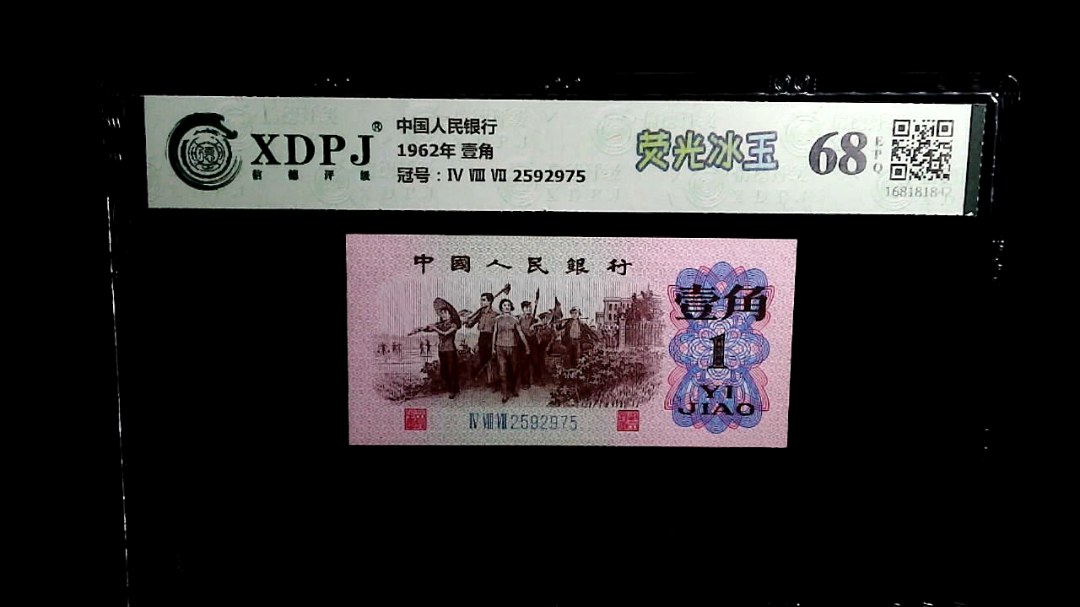 XDPJ®
信德评级
中国人民银行
1962年 壹角
冠号：Ⅳ Ⅷ Ⅶ 2592975
荧光冰玉
68
EPQ
中國人民銀行
壹角
1
YI
JIAO
Ⅳ Ⅷ Ⅶ 2592975